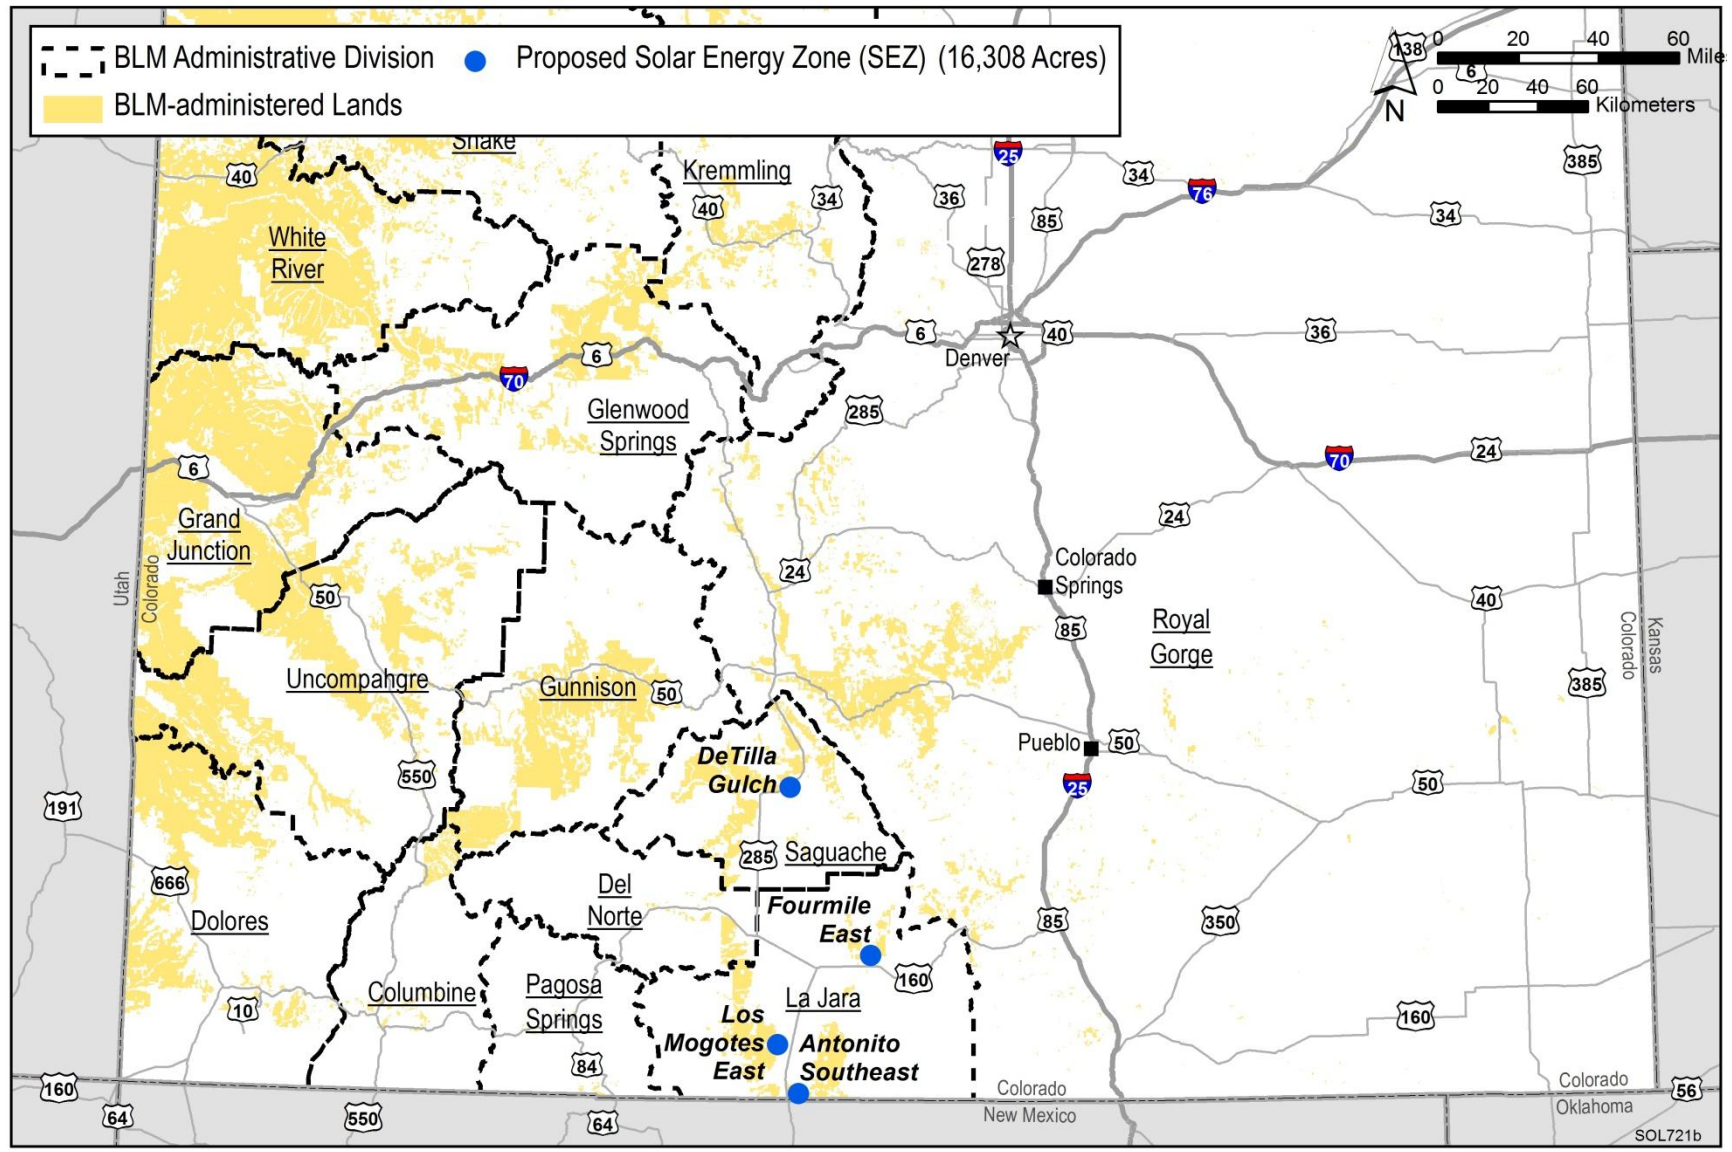 BLM Administrative Division
Proposed Solar Energy Zone (SEZ) (16,308 Acres)
BLM-administered Lands
0 20 40 60
Miles
0 20 40 60
Kilometers
N
138
6
385
Snake
Kremmling
40
40
34
36
25
34
76
85
34
White
River
278
6
6
Denver
40
36
70
Glenwood
Springs
285
6
70
24
Grand
Junction
24
Utah
Colorado
50
24
Colorado
Springs
40
85
Royal
Gorge
Kansas
Colorado
Uncompahgre
Gunnison
50
385
Pueblo
50
DeTilla
Gulch
550
25
50
191
285
Saguache
666
Del
Norte
Fourmile
East
Dolores
85
350
160
Columbine
Pagosa
Springs
La Jara
10
Los
Mogotes
East
Antonito
Southeast
160
84
160
Colorado
New Mexico
Colorado
Oklahoma
56
64
550
64
SOL721b